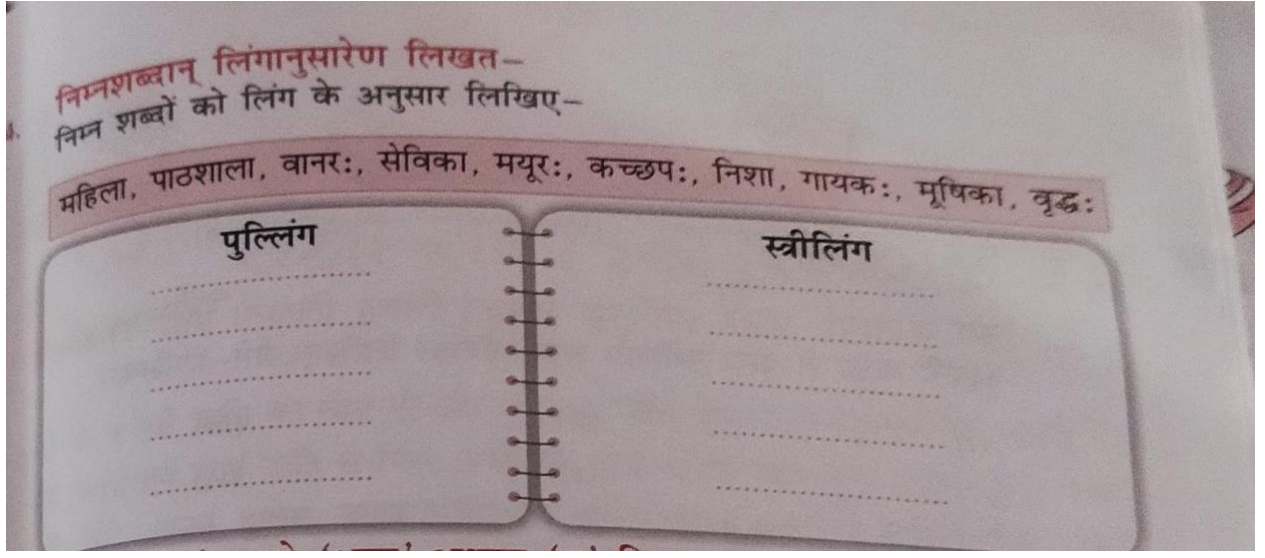 निम्नशब्दान् लिंगानुसारेण लिखत–
निम्न शब्दों को लिंग के अनुसार लिखिए–
महिला, पाठशाला, वानरः, सेविका, मयूरः, कच्छपः, निशा, गायकः, मूषिका, वृद्धः
पुल्लिंग
स्त्रीलिंग